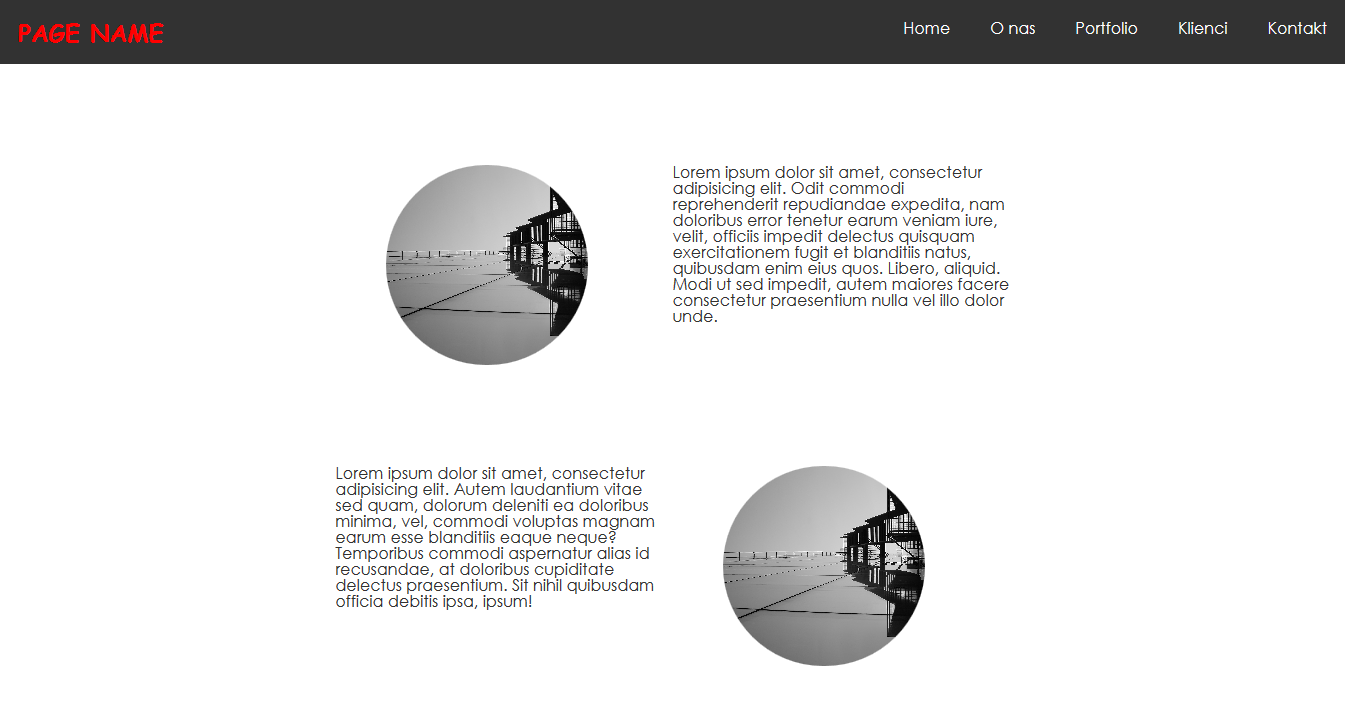 PAGE NAME
Home O nas Portfolio Klienci Kontakt
Lorem ipsum dolor sit amet, consectetur
adipisicing elit. Odit commodi
reprehenderit repudiandae expedita, nam
doloribus error tenetur earum veniam iure,
velit, officiis impedit delectus quisquam
exercitationem fugit et blanditiis natus,
quibusdam enim eius quos. Libero, aliquid.
Modi ut sed impedit, autem maiores facere
consectetur praesentium nulla vel illo dolor
unde.
Lorem ipsum dolor sit amet, consectetur
adipisicing elit. Autem laudantium vitae
sed quam, dolorum deleniti ea doloribus
minima, vel, commodi voluptas magnam
earum esse blanditiis eaque neque?
Temporibus commodi aspernatur alias id
recusandae, at doloribus cupiditate
delectus praesentium. Sit nihil quibusdam
officia debitis ipsa, ipsum!